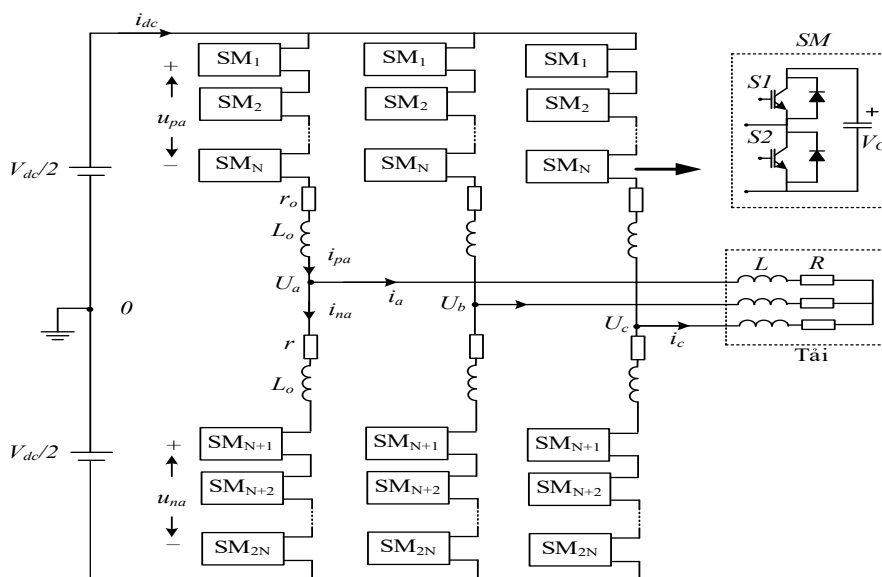 i_dc
SM
SM₁ SM₁ SM₁
+
S1
SM₂ SM₂ SM₂
+
u_pa
S2
V_C
−
SM_N SM_N SM_N
V_dc/2
r_o
L_o
i_pa
L R
U_a i_a U_b
0 i_na U_c i_c
r
Tải
L_o
SM_N+1 SM_N+1 SM_N+1
+
V_dc/2
SM_N+2 SM_N+2 SM_N+2
u_na
−
SM_2N SM_2N SM_2N